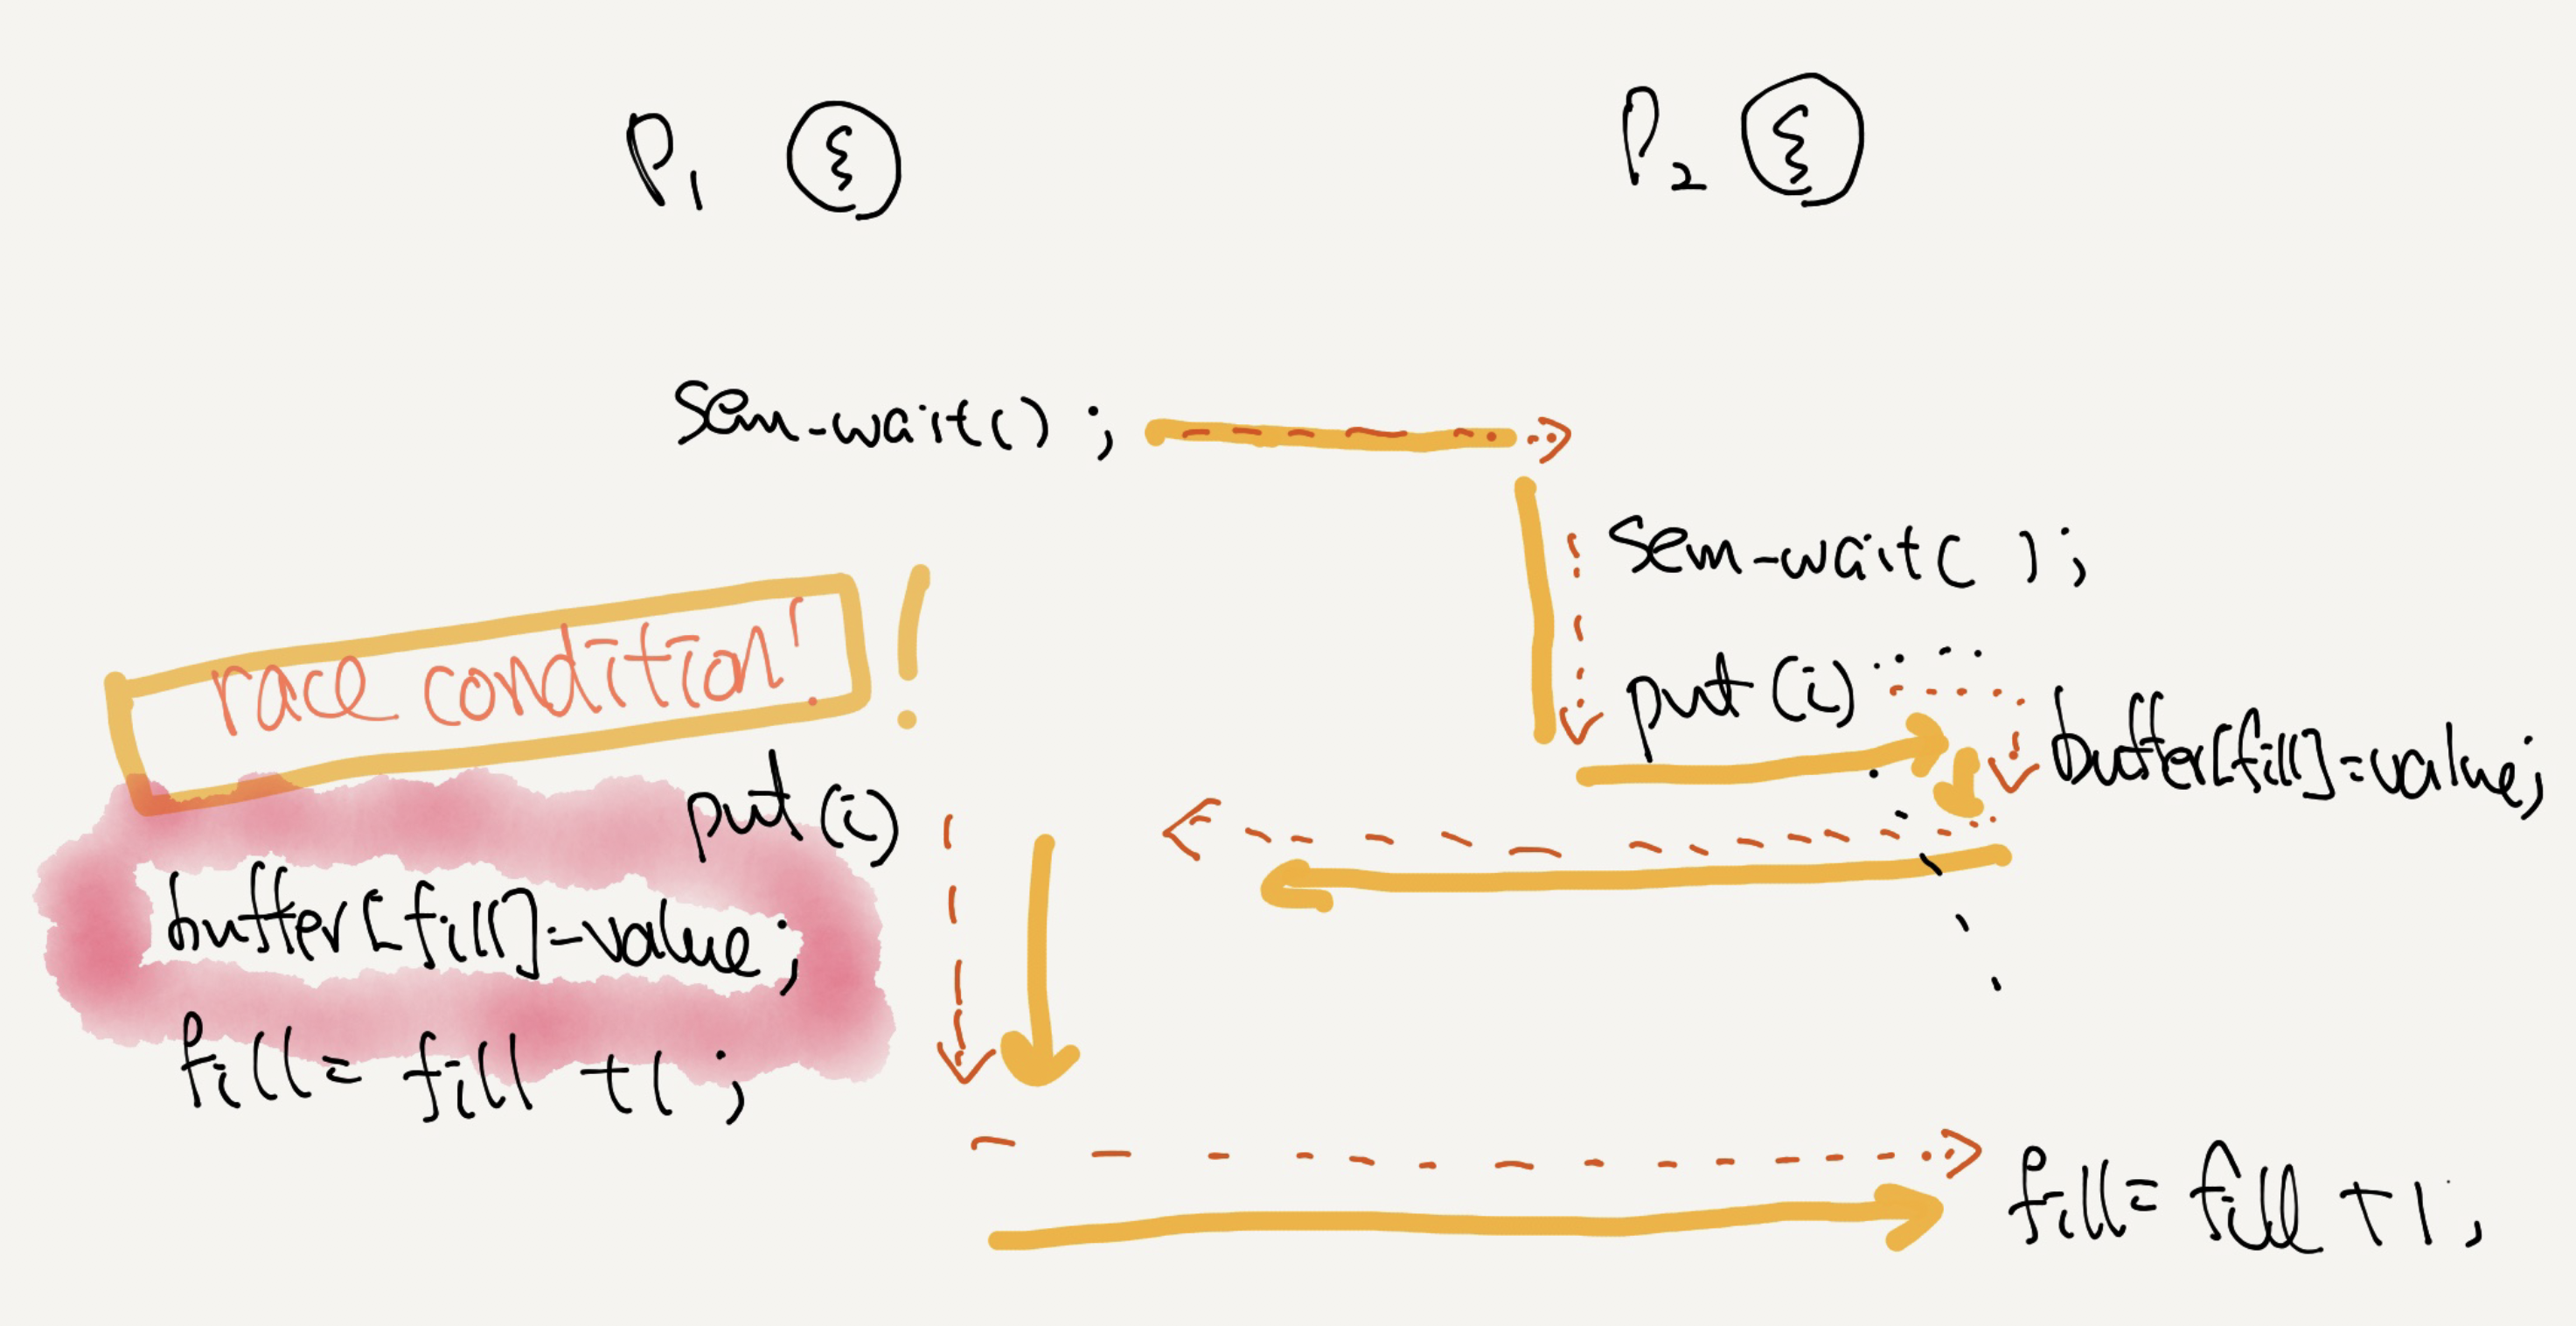 P1
P2
sem-wait();
sem-wait( );
race condition!
!
put(i)
buffer[fill]=value;
put(i)
buffer[fill]=value;
fill= fill +1;
fill= fill +1;